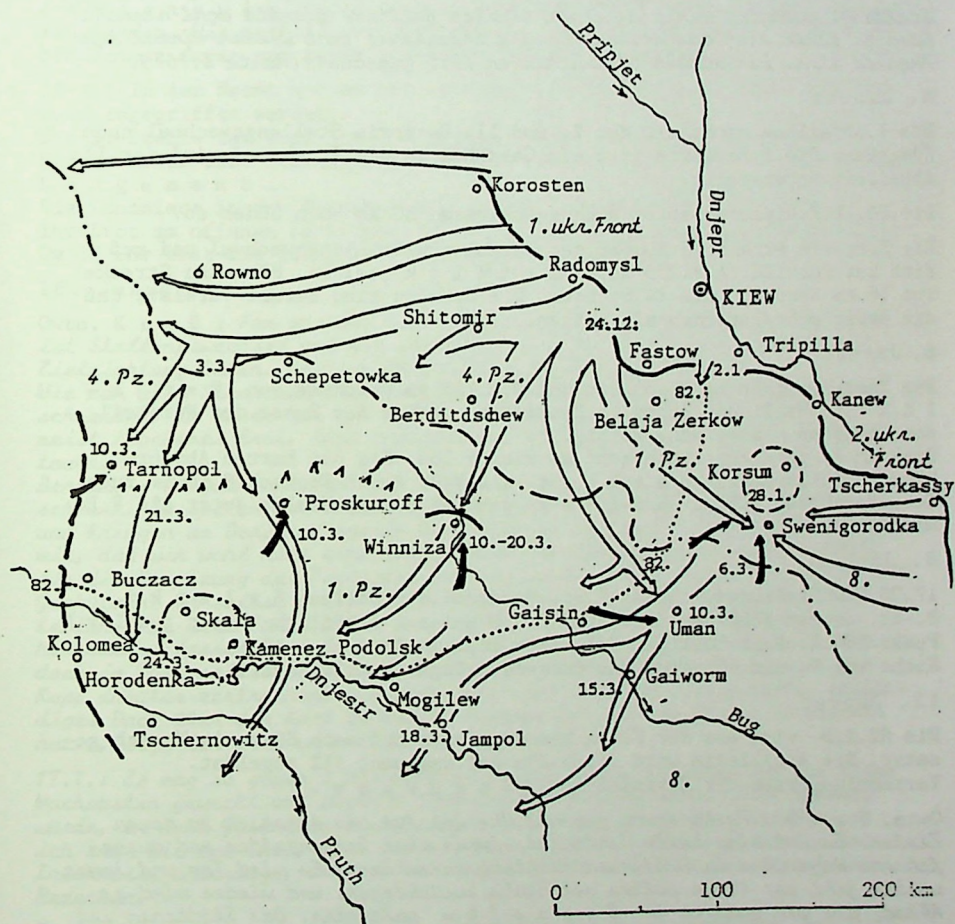 Pripjet
Dnjepr
Korosten
1. ukr. Front
Rowno
Radomysl
KIEW
Shitomir
24.12.
Tripilla
Fastow
2.1.
3.3.
4. Pz.
Schepetowka
4. Pz.
82.
Kanew
Berditdschew
Belaja Zerkow
2. ukr.
Front
1. Pz.
10.3.
Tarnopol
Korsum
28.1.
Tscherkassy
Proskuroff
21.3.
10.3.
Swenigorodka
Winniza
10.-20.3.
82.
6.3.
8.
82.
Buczacz
1. Pz.
Skala
Gaisin
10.3.
Uman
Kolomea
24.3.
Kamenez Podolsk
Horodenka
Dnjestr
Mogilew
15.3.
Gaiworm
Tschernowitz
18.3.
Jampol
Bug
8.
Pruth
0 100 200 km